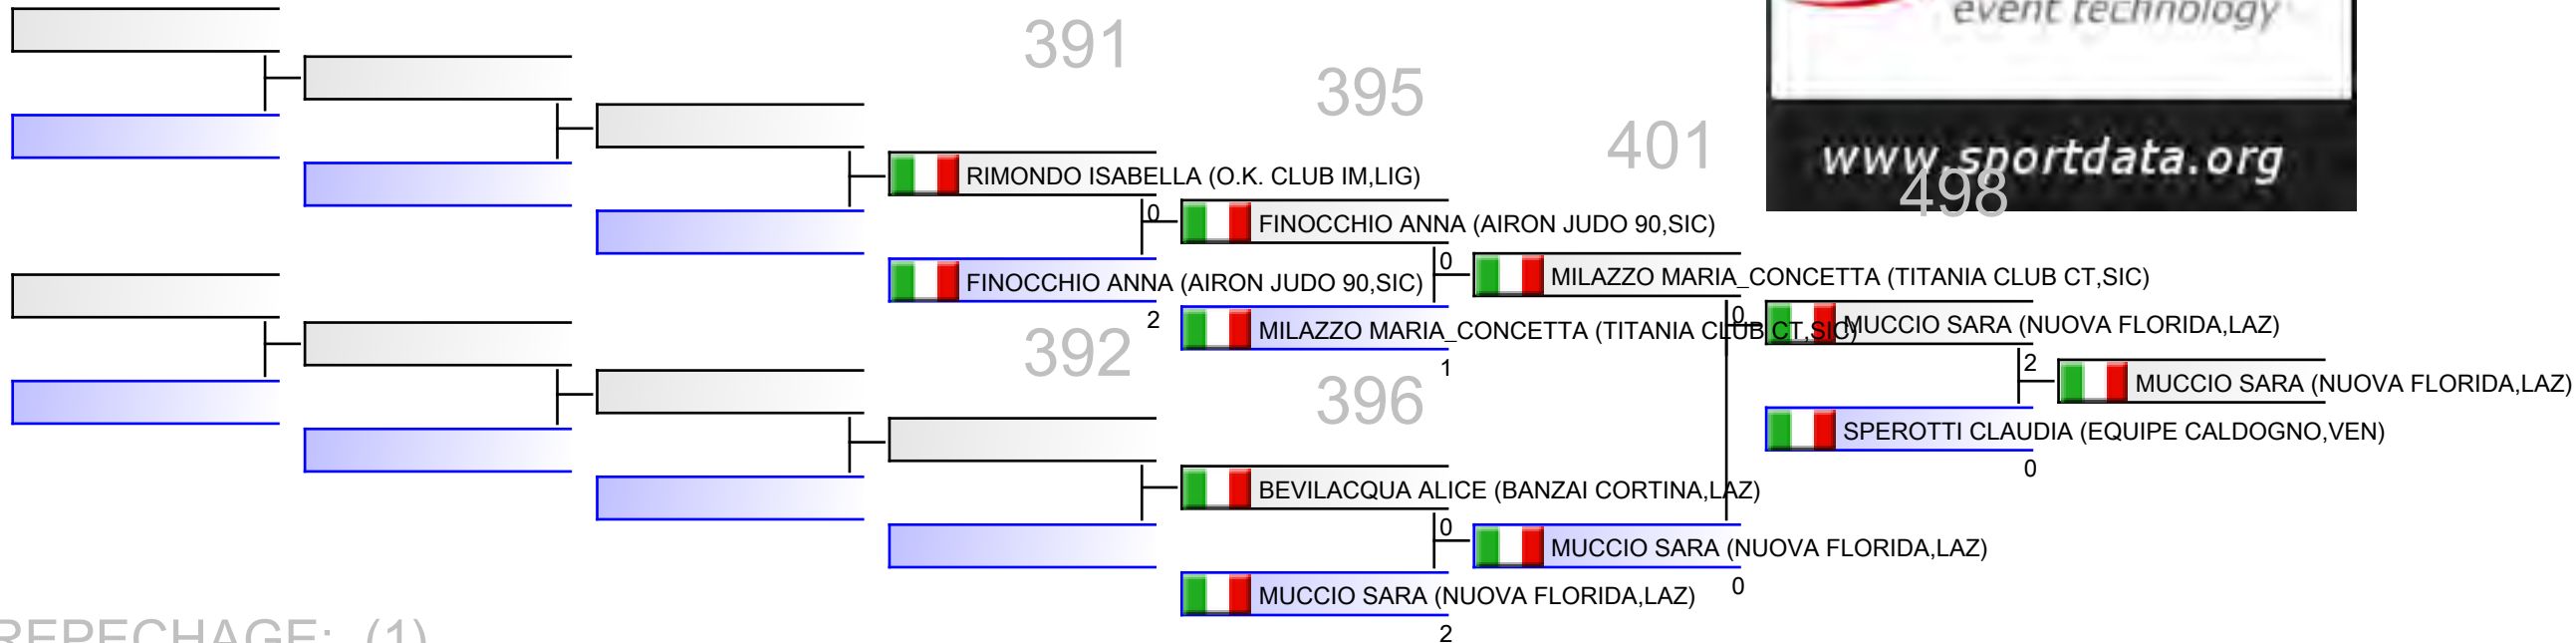 event technology
391
395
401
www.sportdata.org
498
RIMONDO ISABELLA (O.K. CLUB IM,LIG)
0
FINOCCHIO ANNA (AIRON JUDO 90,SIC)
FINOCCHIO ANNA (AIRON JUDO 90,SIC)
2
0
MILAZZO MARIA_CONCETTA (TITANIA CLUB CT,SIC)
MILAZZO MARIA_CONCETTA (TITANIA CLUB CT,SIC)
1
0
MUCCIO SARA (NUOVA FLORIDA,LAZ)
392
396
2
MUCCIO SARA (NUOVA FLORIDA,LAZ)
SPEROTTI CLAUDIA (EQUIPE CALDOGNO,VEN)
0
BEVILACQUA ALICE (BANZAI CORTINA,LAZ)
0
MUCCIO SARA (NUOVA FLORIDA,LAZ)
0
MUCCIO SARA (NUOVA FLORIDA,LAZ)
2
REPECHAGE: (1)